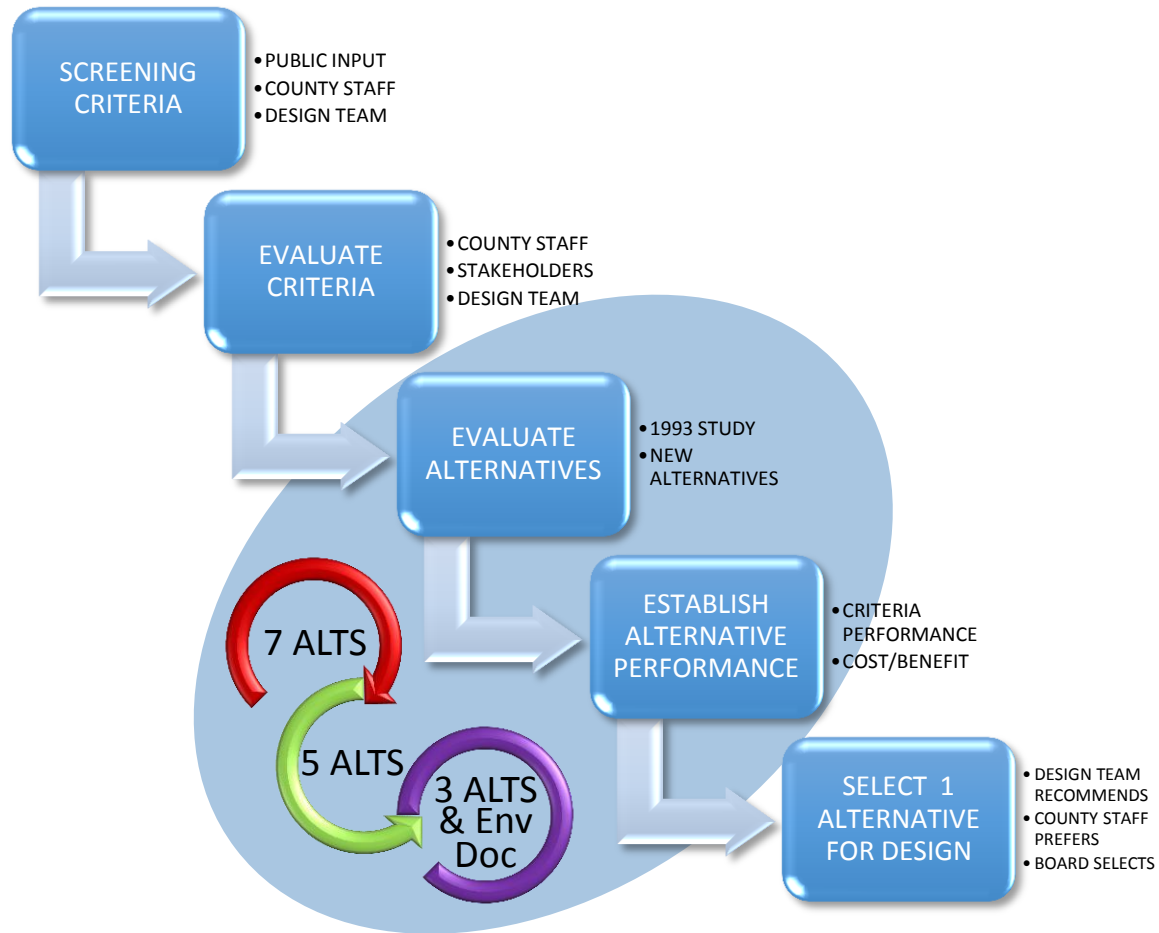 SCREENING
CRITERIA
•PUBLIC INPUT
•COUNTY STAFF
•DESIGN TEAM
EVALUATE
CRITERIA
•COUNTY STAFF
•STAKEHOLDERS
•DESIGN TEAM
EVALUATE
ALTERNATIVES
•1993 STUDY
•NEW
ALTERNATIVES
ESTABLISH
ALTERNATIVE
PERFORMANCE
•CRITERIA
PERFORMANCE
•COST/BENEFIT
SELECT 1
ALTERNATIVE
FOR DESIGN
•DESIGN TEAM
RECOMMENDS
•COUNTY STAFF
PREFERS
•BOARD SELECTS
7 ALTS
5 ALTS
3 ALTS
& Env
Doc